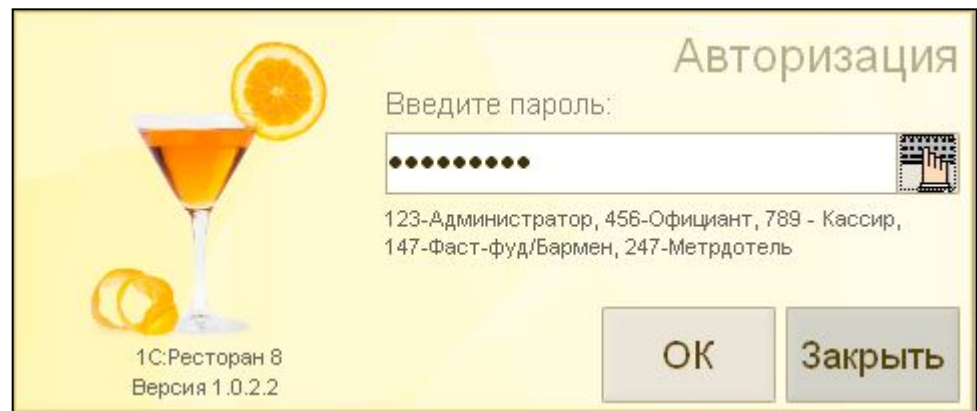 Авторизация
Введите пароль:
•••••••••
123-Администратор, 456-Официант, 789 - Кассир,
147-Фаст-фуд/Бармен, 247-Метрдотель
1С:Ресторан 8
Версия 1.0.2.2
ОК
Закрыть